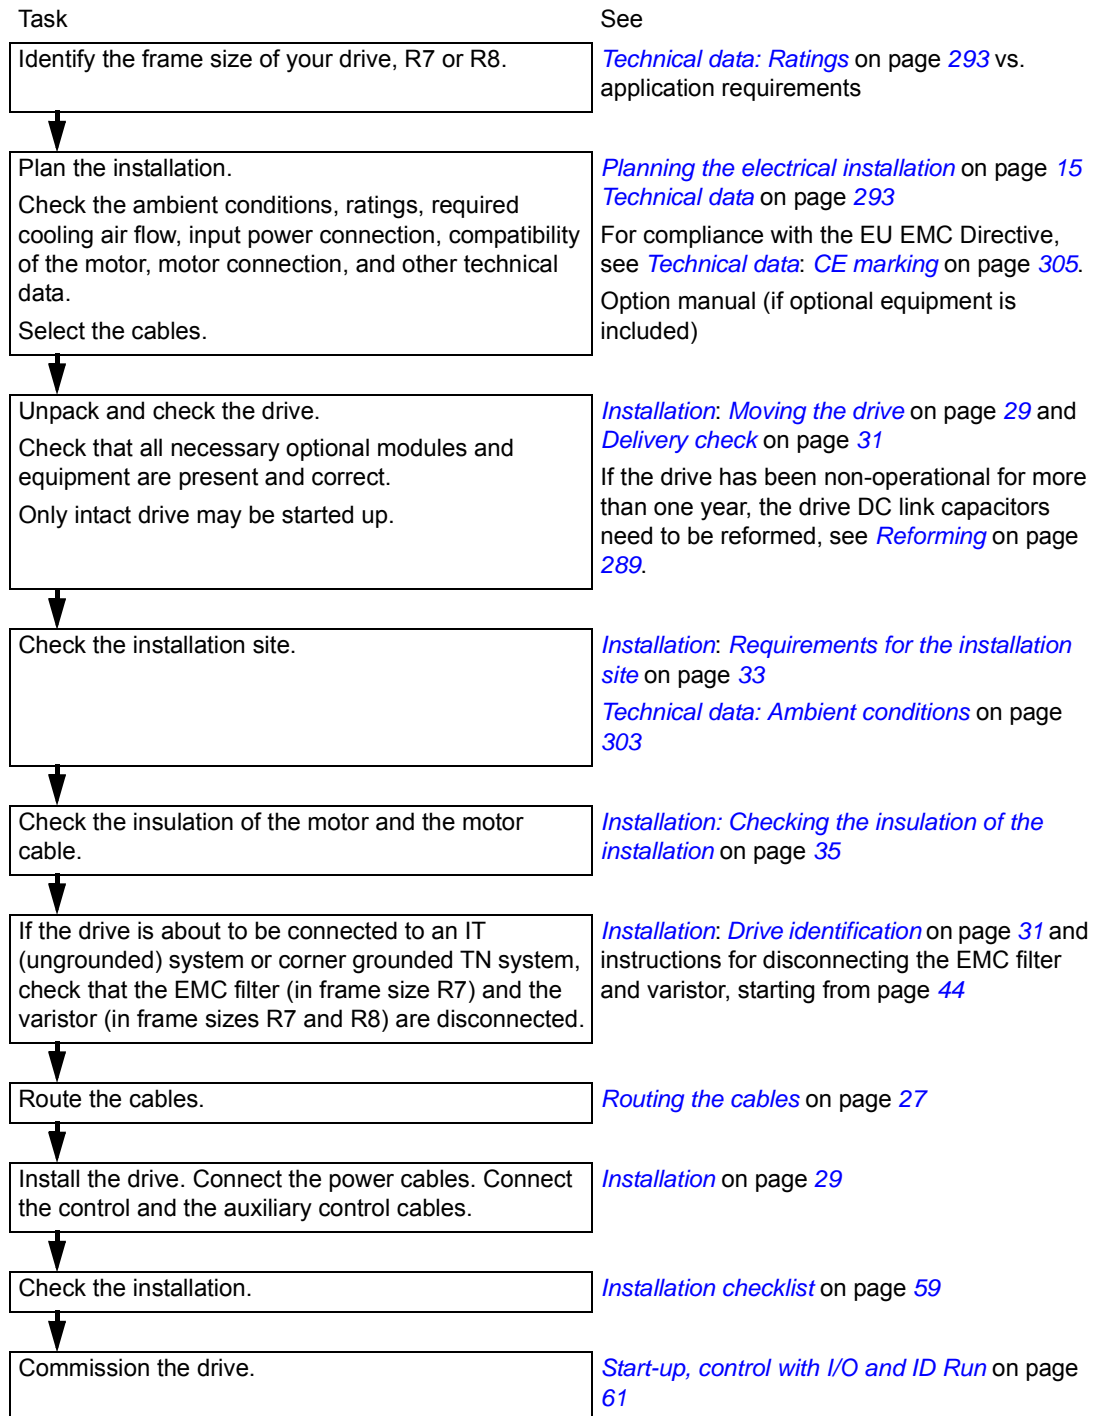 Task
See
Identify the frame size of your drive, R7 or R8.
Technical data: Ratings on page 293 vs.
application requirements
Plan the installation.
Check the ambient conditions, ratings, required
cooling air flow, input power connection, compatibility
of the motor, motor connection, and other technical
data.
Select the cables.
Planning the electrical installation on page 15
Technical data on page 293
For compliance with the EU EMC Directive,
see Technical data: CE marking on page 305.
Option manual (if optional equipment is
included)
Unpack and check the drive.
Check that all necessary optional modules and
equipment are present and correct.
Only intact drive may be started up.
Installation: Moving the drive on page 29 and
Delivery check on page 31
If the drive has been non-operational for more
than one year, the drive DC link capacitors
need to be reformed, see Reforming on page
289.
Check the installation site.
Installation: Requirements for the installation
site on page 33
Technical data: Ambient conditions on page
303
Check the insulation of the motor and the motor
cable.
Installation: Checking the insulation of the
installation on page 35
If the drive is about to be connected to an IT
(ungrounded) system or corner grounded TN system,
check that the EMC filter (in frame size R7) and the
varistor (in frame sizes R7 and R8) are disconnected.
Installation: Drive identification on page 31 and
instructions for disconnecting the EMC filter
and varistor, starting from page 44
Route the cables.
Routing the cables on page 27
Install the drive. Connect the power cables. Connect
the control and the auxiliary control cables.
Installation on page 29
Check the installation.
Installation checklist on page 59
Commission the drive.
Start-up, control with I/O and ID Run on page
61